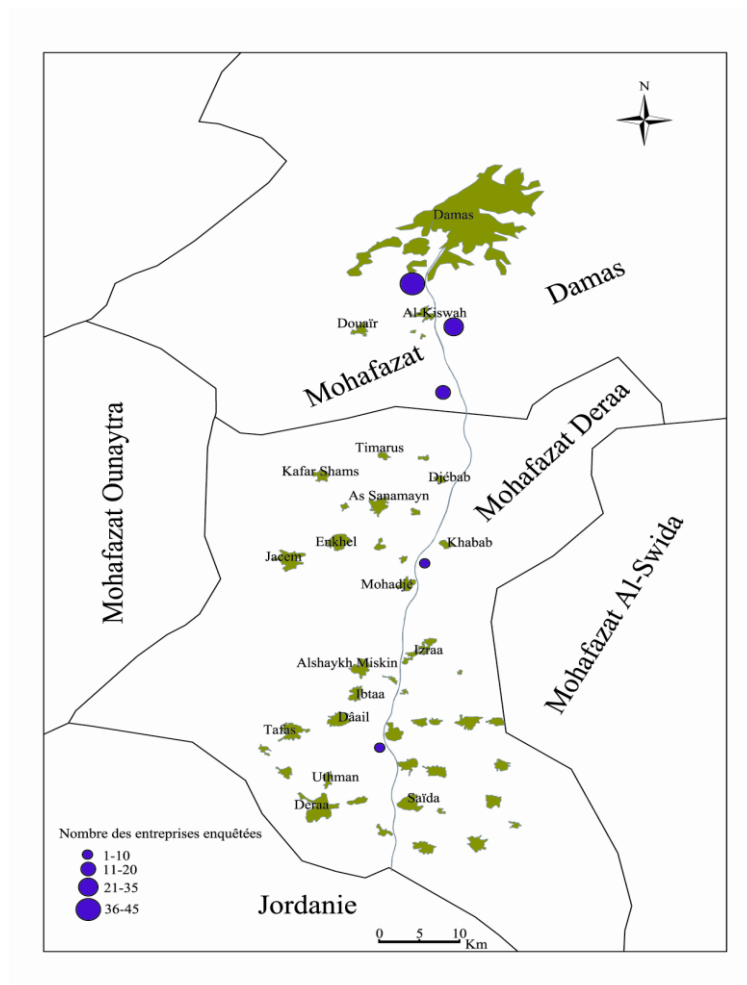 N
Damas
Damas
Al-Kiswah
Douaïr
Mohafazat
Mohafazat Deraa
Mohafazat Ounaytra
Timarus
Kafar Shams
Diébab
As Sanamayn
Enkhel
Khabab
Jacem
Mohadjé
Mohafazat Al-Swida
Izraa
Alshaykh Miskin
Ibtaa
Dâail
Tafas
Uthman
Deraa
Saïda
Nombre des entreprises enquêtées
1-10
11-20
21-35
36-45
Jordanie
0 5 10
Km